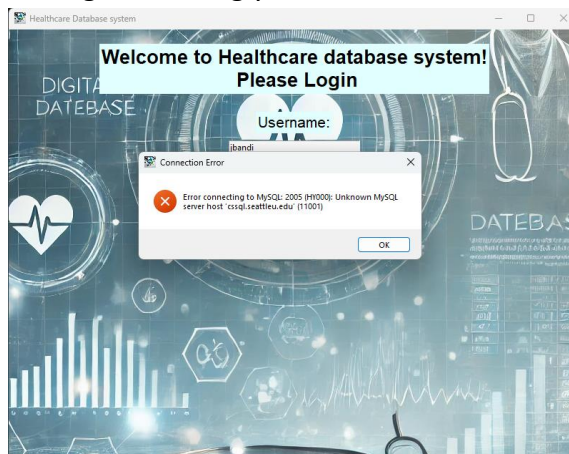 Healthcare Database system
Welcome to Healthcare database system!
Please Login
DIGITA
DATEBASE
Username:
jbandi
Connection Error
Error connecting to MySQL: 2005 (HY000): Unknown MySQL
server host 'cssql.seattleu.edu' (11001)
OK
DATEBAS